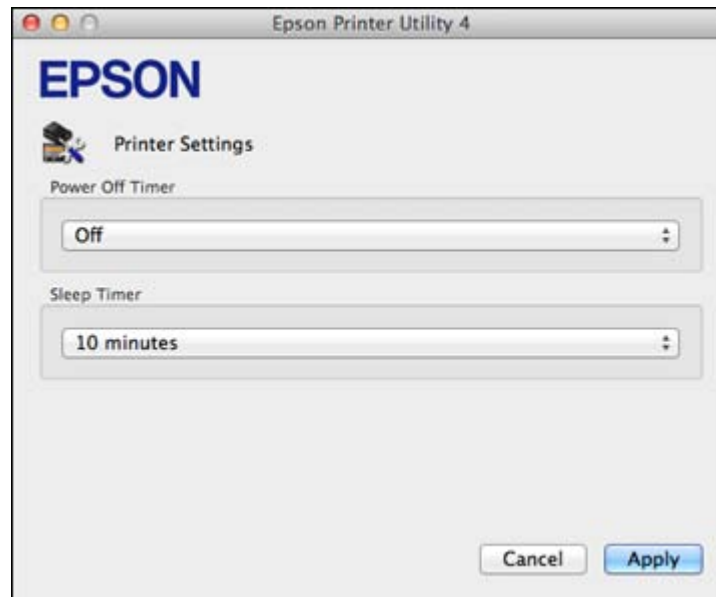 Epson Printer Utility 4
EPSON
Printer Settings
Power Off Timer
Off
Sleep Timer
10 minutes
Cancel Apply